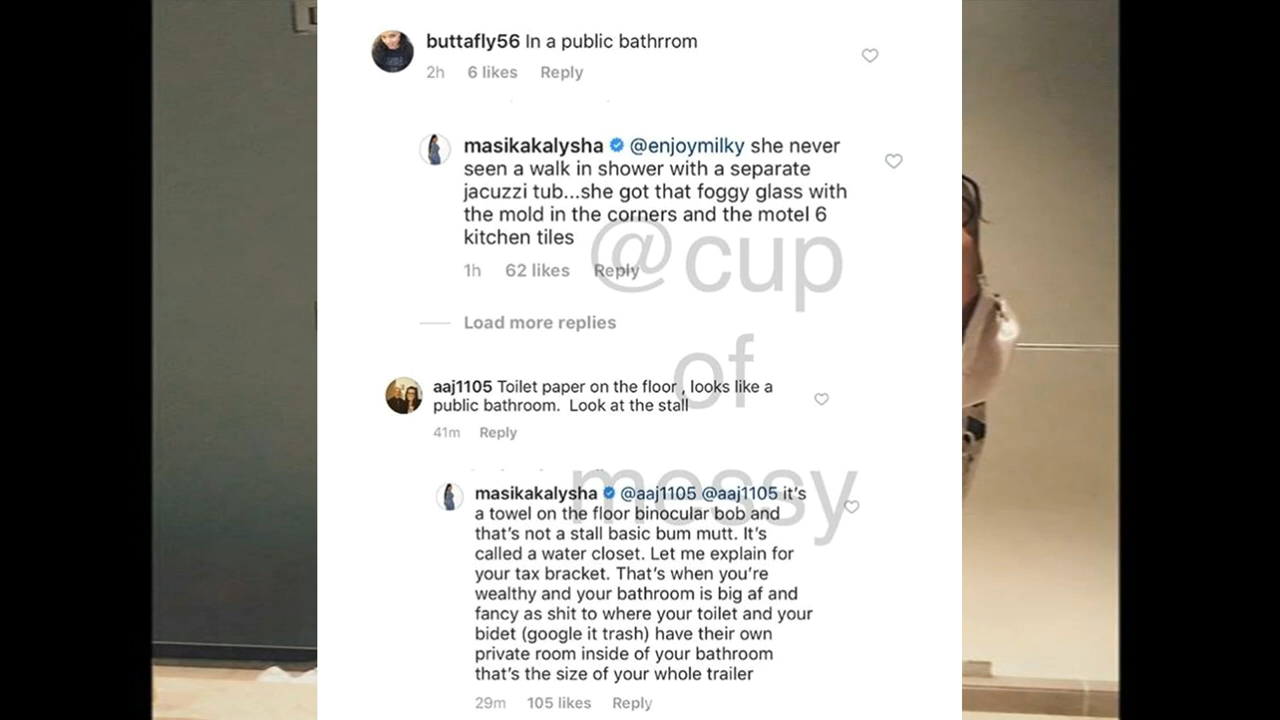 buttafly56 In a public bathrrom
2h 6 likes Reply
masikakalysha @enjoymilky she never
seen a walk in shower with a separate
jacuzzi tub...she got that foggy glass with
the mold in the corners and the motel 6
kitchen tiles
1h 62 likes Reply
Load more replies
@cup
of
messy
aaj1105 Toilet paper on the floor , looks like a
public bathroom. Look at the stall
41m Reply
masikakalysha @aaj1105 @aaj1105 it's
a towel on the floor binocular bob and
that's not a stall basic bum mutt. It's
called a water closet. Let me explain for
your tax bracket. That's when you're
wealthy and your bathroom is big af and
fancy as shit to where your toilet and your
bidet (google it trash) have their own
private room inside of your bathroom
that's the size of your whole trailer
29m 105 likes Reply